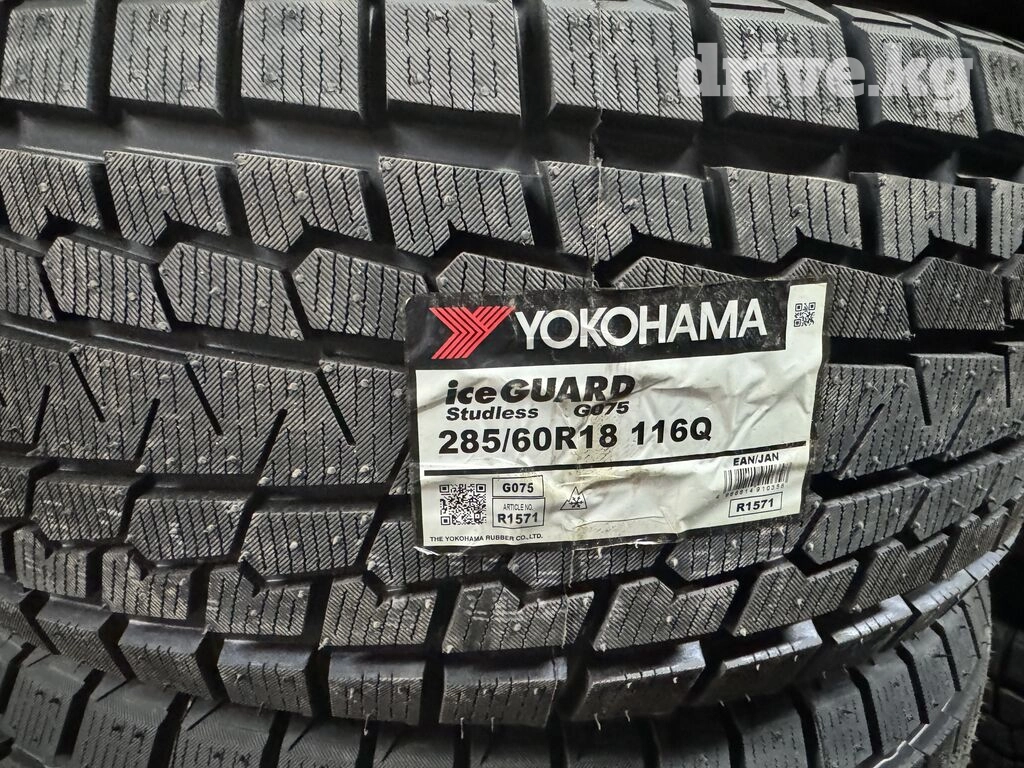 drive.kg
YOKOHAMA
iceGUARD
Studless G075
285/60R18 116Q
EAN/JAN
G075
ARTICLE NO.
R1571
R1571
THE YOKOHAMA RUBBER CO.,LTD.